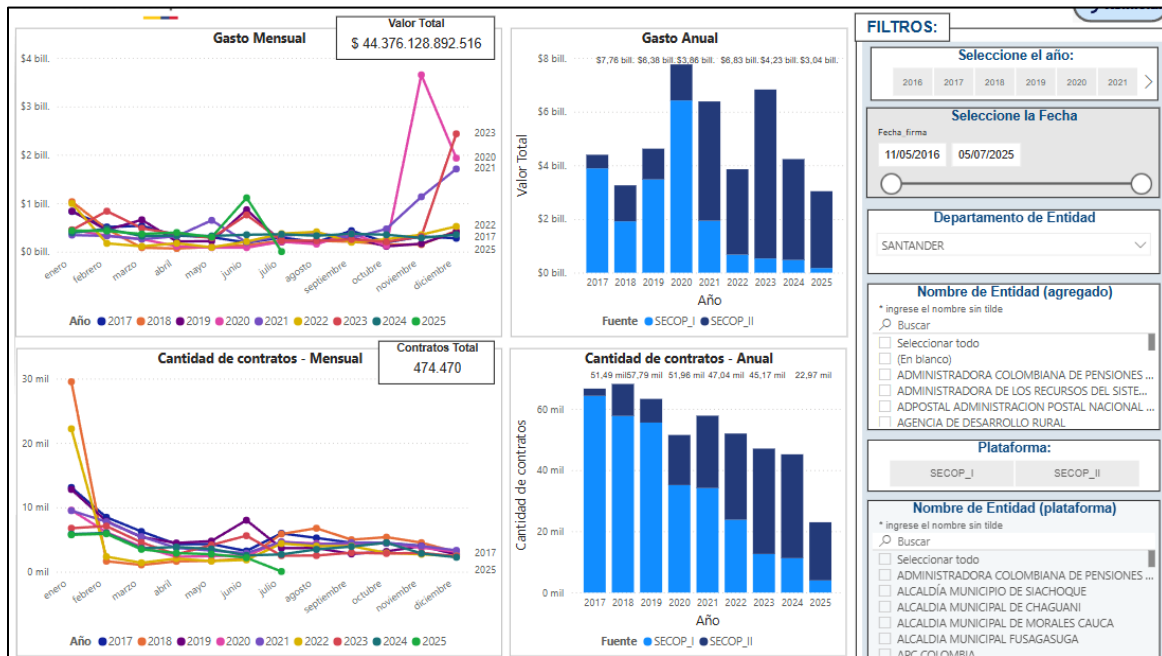 Valor Total
$ 44.376.128.892.516
Gasto Mensual
$4 bill.
$3 bill.
$2 bill.
$1 bill.
$0 bill.
2023
2020
2021
2022
2017
2025
enero
febrero
marzo
abril
mayo
junio
julio
agosto
septiembre
octubre
noviembre
diciembre
Año 2017 2018 2019 2020 2021 2022 2023 2024 2025
Gasto Anual
$8 bill.
$6 bill.
$4 bill.
$2 bill.
$0 bill.
Valor Total
$7,76 bill. $6,38 bill. $3,86 bill. $6,83 bill. $4,23 bill. $3,04 bill.
2017 2018 2019 2020 2021 2022 2023 2024 2025
Año
Fuente SECOP_I SECOP_II
Contratos Total
474.470
Cantidad de contratos - Mensual
30 mil
20 mil
10 mil
0 mil
2017
2025
enero
febrero
marzo
abril
mayo
junio
julio
agosto
septiembre
octubre
noviembre
diciembre
Año 2017 2018 2019 2020 2021 2022 2023 2024 2025
Cantidad de contratos - Anual
60 mil
40 mil
20 mil
0 mil
Cantidad de contratos
51,49 mil 57,79 mil 51,96 mil 47,04 mil 45,17 mil 22,97 mil
2017 2018 2019 2020 2021 2022 2023 2024 2025
Año
Fuente SECOP_I SECOP_II
FILTROS:
Seleccione el año:
2016 2017 2018 2019 2020 2021
Seleccione la Fecha
Fecha_firma
11/05/2016 05/07/2025
Departamento de Entidad
SANTANDER
Nombre de Entidad (agregado)
* ingrese el nombre sin tilde
Buscar
Seleccionar todo
(En blanco)
ADMINISTRADORA COLOMBIANA DE PENSIONES ...
ADMINISTRADORA DE LOS RECURSOS DEL SISTE...
ADPOSTAL ADMINISTRACION POSTAL NACIONAL ...
AGENCIA DE DESARROLLO RURAL
Plataforma:
SECOP_I SECOP_II
Nombre de Entidad (plataforma)
* ingrese el nombre sin tilde
Buscar
Seleccionar todo
ADMINISTRADORA COLOMBIANA DE PENSIONES ...
ALCALDÍA MUNICIPIO DE SIACHOQUE
ALCALDIA MUNICIPAL DE CHAGUANI
ALCALDIA MUNICIPAL DE MORALES CAUCA
ALCALDIA MUNICIPAL FUSAGASUGA
APC COLOMBIA